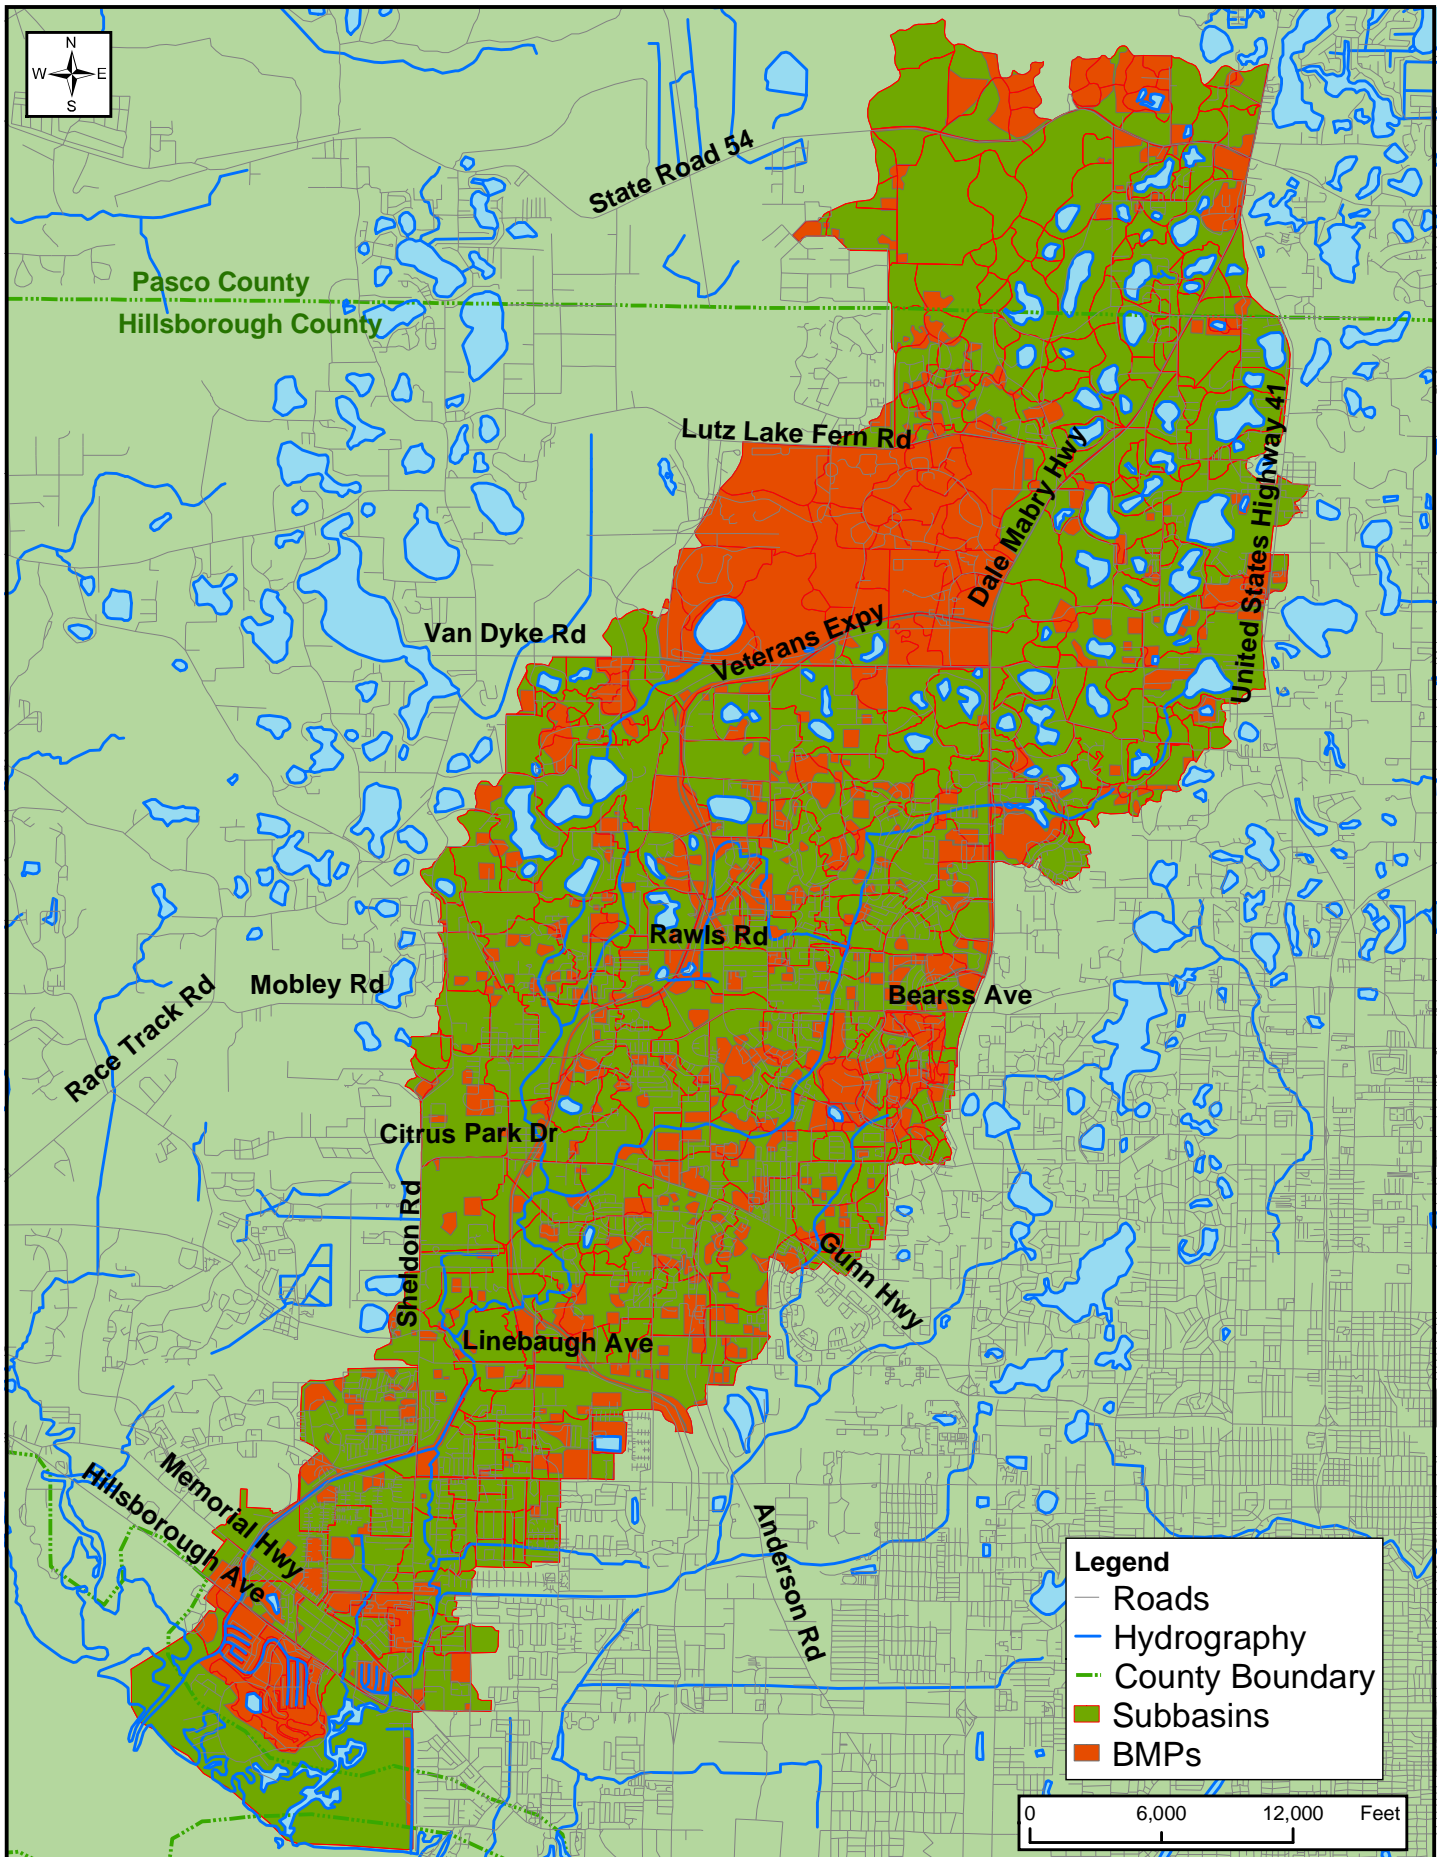 N
W E
S
State Road 54
Pasco County
Hillsborough County
Lutz Lake Fern Rd
Dale Mabry Hwy
United States Highway 41
Van Dyke Rd
Veterans Expy
Rawls Rd
Mobley Rd
Bearss Ave
Race Track Rd
Citrus Park Dr
Sheldon Rd
Gunn Hwy
Linebaugh Ave
Memorial Hwy
Hillsborough Ave
Anderson Rd
Legend
Roads
Hydrography
County Boundary
Subbasins
BMPs
0 6,000 12,000 Feet